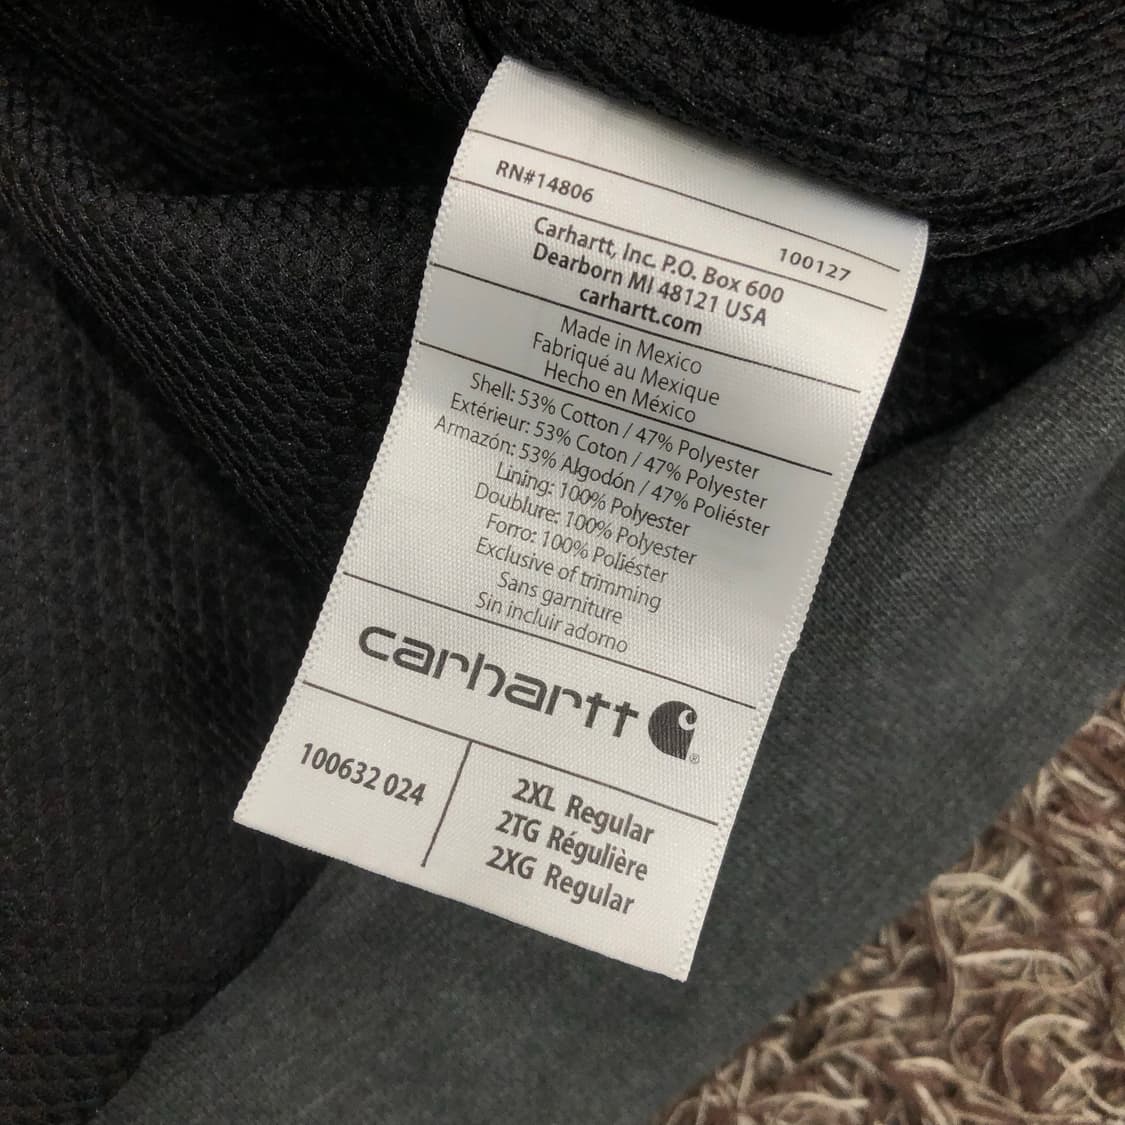 RN#14806
100127
Carhartt, Inc. P.O. Box 600
Dearborn MI 48121 USA
carhartt.com
Made in Mexico
Fabriqué au Mexique
Hecho en México
Shell: 53% Cotton / 47% Polyester
Extérieur: 53% Coton / 47% Polyester
Armazón: 53% Algodón / 47% Poliéster
Lining: 100% Polyester
Doublure: 100% Polyester
Forro: 100% Poliéster
Exclusive of trimming
Sans garniture
Sin incluir adorno
carhartt ®
100632 024
2XL Regular
2TG Régulière
2XG Regular